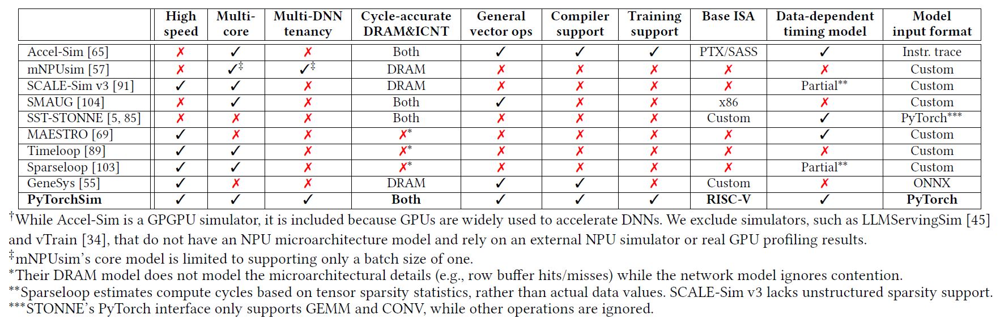 High speed Multi-core Multi-DNN tenancy Cycle-accurate DRAM&ICNT General vector ops Compiler support Training support Base ISA Data-dependent timing model Model input format
Accel-Sim [65] ✗ ✓ ✗ Both ✓ ✓ ✓ PTX/SASS ✓ Instr. trace
mNPUsim [57] ✗ ✓‡ ✓‡ DRAM ✗ ✗ ✗ ✗ ✗ Custom
SCALE-Sim v3 [91] ✓ ✓ ✗ DRAM ✗ ✗ ✗ ✗ Partial** Custom
SMAUG [104] ✗ ✓ ✗ Both ✓ ✗ ✗ x86 ✗ Custom
SST-STONNE [5, 85] ✗ ✗ ✗ Both ✗ ✗ ✗ Custom ✓ PyTorch***
MAESTRO [69] ✓ ✗ ✗ ✗* ✗ ✗ ✗ ✗ ✓ Custom
Timeloop [89] ✓ ✓ ✗ ✗* ✗ ✗ ✗ ✗ ✗ Custom
Sparseloop [103] ✓ ✓ ✗ ✗* ✗ ✗ ✗ ✗ Partial** Custom
GeneSys [55] ✓ ✗ ✗ DRAM ✓ ✓ ✗ Custom ✗ ONNX
PyTorchSim ✓ ✓ ✓ Both ✓ ✓ ✓ RISC-V ✓ PyTorch
†While Accel-Sim is a GPGPU simulator, it is included because GPUs are widely used to accelerate DNNs. We exclude simulators, such as LLMServingSim [45]
and vTrain [34], that do not have an NPU microarchitecture model and rely on an external NPU simulator or real GPU profiling results.
‡mNPUsim's core model is limited to supporting only a batch size of one.
*Their DRAM model does not model the microarchitectural details (e.g., row buffer hits/misses) while the network model ignores contention.
**Sparseloop estimates compute cycles based on tensor sparsity statistics, rather than actual data values. SCALE-Sim v3 lacks unstructured sparsity support.
***STONNE's PyTorch interface only supports GEMM and CONV, while other operations are ignored.